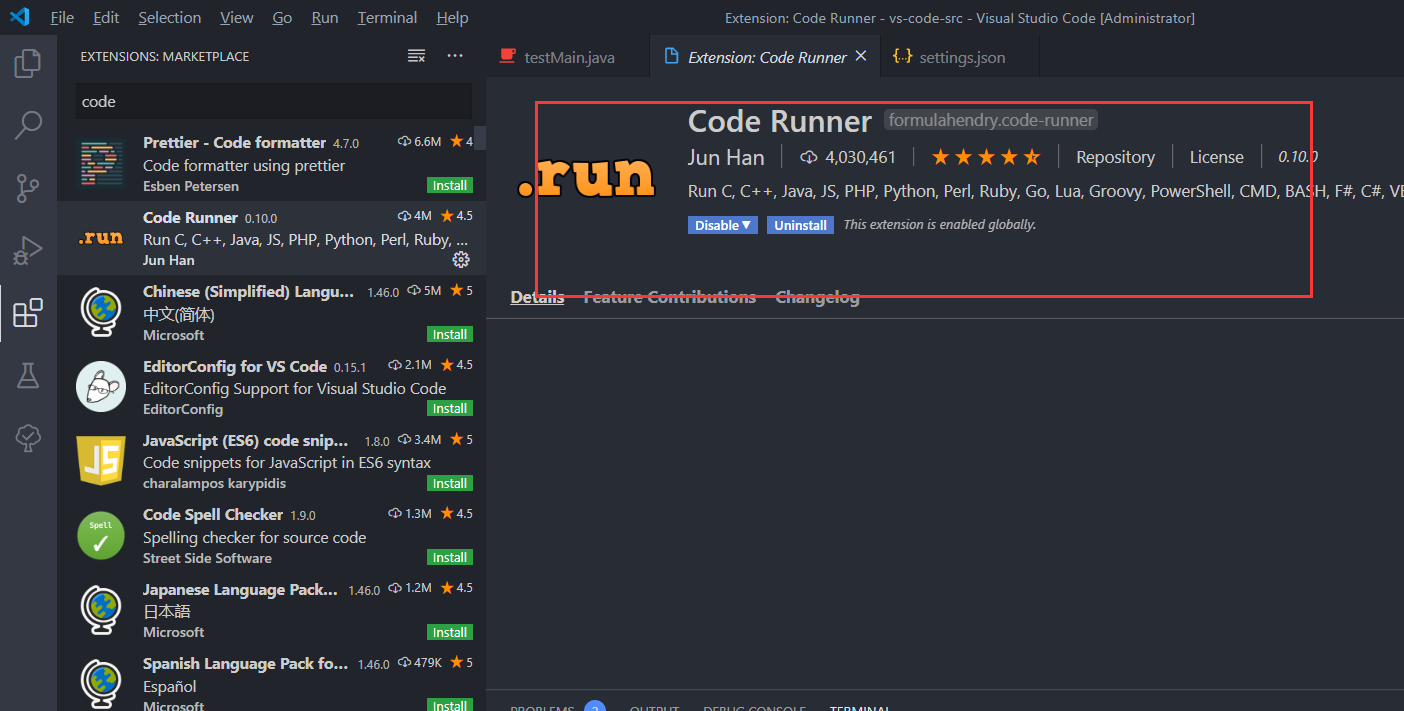 File Edit Selection View Go Run Terminal Help
Extension: Code Runner - vs-code-src - Visual Studio Code [Administrator]
EXTENSIONS: MARKETPLACE
code
Prettier - Code formatter 4.7.0 6.6M 4
Code formatter using prettier
Esben Petersen Install
.run
Code Runner 0.10.0 4M 4.5
Run C, C++, Java, JS, PHP, Python, Perl, Ruby, ...
Jun Han
Chinese (Simplified) Langu... 1.46.0 5M 5
中文(简体)
Microsoft Install
EditorConfig for VS Code 0.15.1 2.1M 4.5
EditorConfig Support for Visual Studio Code
EditorConfig Install
JS
JavaScript (ES6) code snip... 1.8.0 3.4M 5
Code snippets for JavaScript in ES6 syntax
charalampos karypidis Install
Spell
Code Spell Checker 1.9.0 1.3M 4.5
Spelling checker for source code
Street Side Software Install
Japanese Language Pack... 1.46.0 1.2M 4.5
日本語
Microsoft Install
Spanish Language Pack fo... 1.46.0 479K 5
Español
Microsoft Install
testMain.java Extension: Code Runner settings.json
.run
Code Runner formulahendry.code-runner
Jun Han 4,030,461 Repository License 0.10.0
Run C, C++, Java, JS, PHP, Python, Perl, Ruby, Go, Lua, Groovy, PowerShell, CMD, BASH, F#, C#, VB
Disable Uninstall This extension is enabled globally.
Details Feature Contributions Changelog
PROBLEMS 2 OUTPUT DEBUG CONSOLE TERMINAL